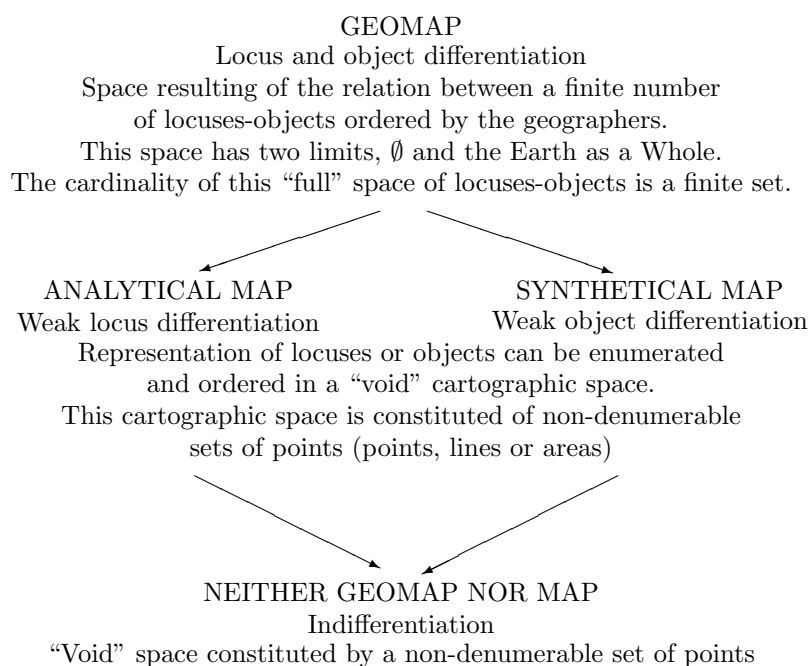 GEOMAP
Locus and object differentiation
Space resulting of the relation between a finite number
of locuses-objects ordered by the geographers.
This space has two limits, ∅ and the Earth as a Whole.
The cardinality of this “full” space of locuses-objects is a finite set.
ANALYTICAL MAP
Weak locus differentiation
SYNTHETICAL MAP
Weak object differentiation
Representation of locuses or objects can be enumerated
and ordered in a “void” cartographic space.
This cartographic space is constituted of non-denumerable
sets of points (points, lines or areas)
NEITHER GEOMAP NOR MAP
Indifferentiation
“Void” space constituted by a non-denumerable set of points